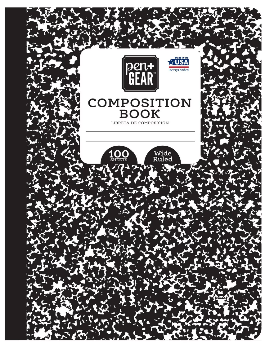 pen+
GEAR
USA
COMPOSITION
BOOK
100
Wide
Ruled